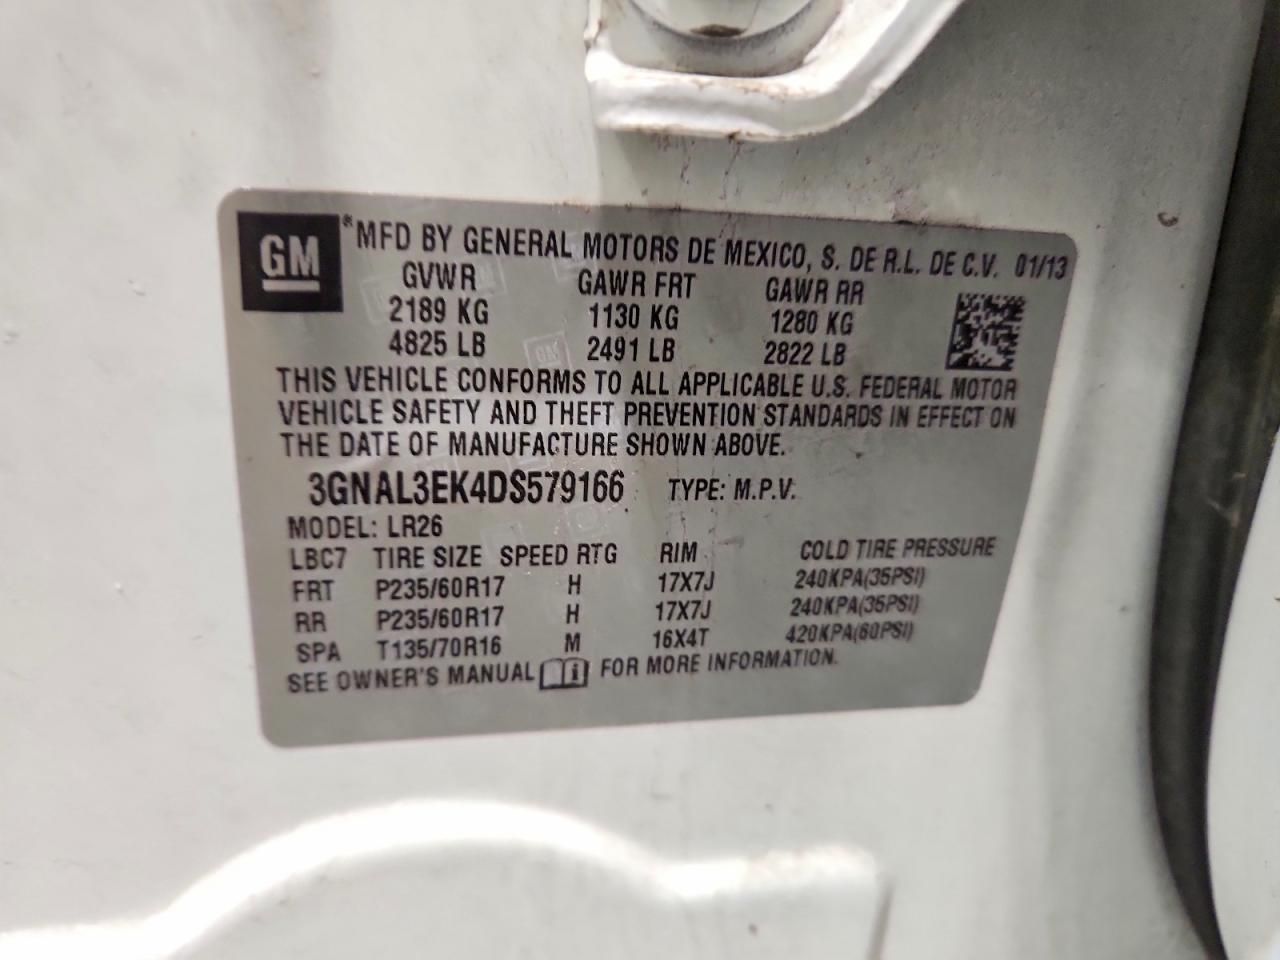 GM *MFD BY GENERAL MOTORS DE MEXICO, S. DE R.L. DE C.V. 01/13
GVWR GAWR FRT GAWR RR
2189 KG 1130 KG 1280 KG
4825 LB 2491 LB 2822 LB
THIS VEHICLE CONFORMS TO ALL APPLICABLE U.S. FEDERAL MOTOR
VEHICLE SAFETY AND THEFT PREVENTION STANDARDS IN EFFECT ON
THE DATE OF MANUFACTURE SHOWN ABOVE.
3GNAL3EK4DS579166 TYPE: M.P.V.
MODEL: LR26
LBC7 TIRE SIZE SPEED RTG RIM COLD TIRE PRESSURE
FRT P235/60R17 H 17X7J 240KPA(35PSI)
RR P235/60R17 H 17X7J 240KPA(35PSI)
SPA T135/70R16 M 16X4T 420KPA(60PSI)
SEE OWNER'S MANUAL FOR MORE INFORMATION.